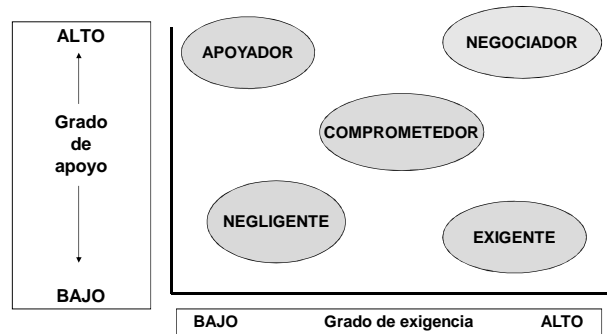 ALTO
Grado
de
apoyo
BAJO
APOYADOR
NEGOCIADOR
COMPROMETEDOR
NEGLIGENTE
EXIGENTE
BAJO Grado de exigencia ALTO